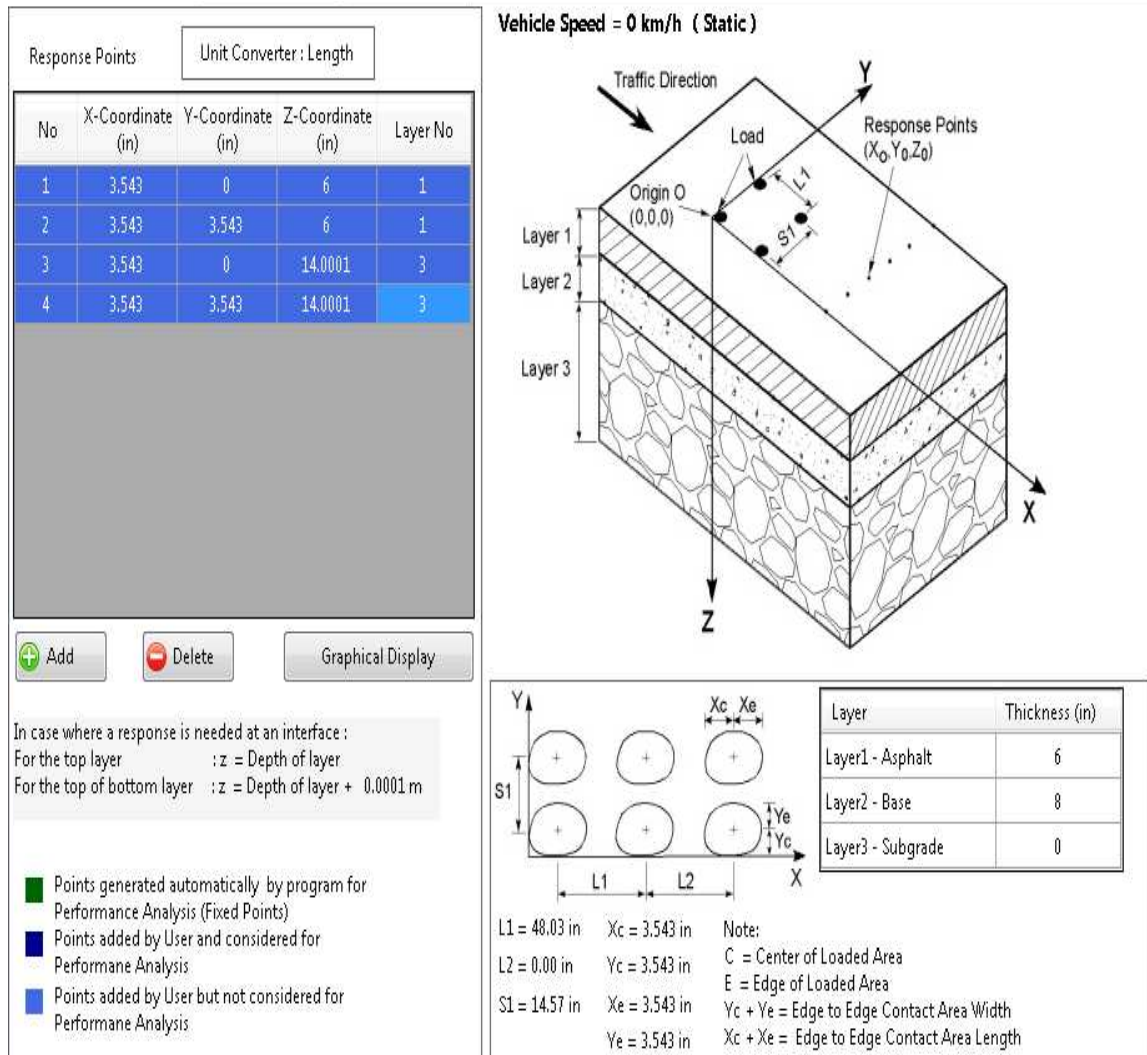 Response Points
Unit Converter : Length
No X-Coordinate (in) Y-Coordinate (in) Z-Coordinate (in) Layer No
1 3.543 0 6 1
2 3.543 3.543 6 1
3 3.543 0 14.0001 3
4 3.543 3.543 14.0001 3
Add
Delete
Graphical Display
In case where a response is needed at an interface :
For the top layer : z = Depth of layer
For the top of bottom layer : z = Depth of layer + 0.0001 m
Points generated automatically by program for
Performance Analysis (Fixed Points)
Points added by User and considered for
Performane Analysis
Points added by User but not considered for
Performane Analysis
Vehicle Speed = 0 km/h ( Static )
Traffic Direction
Y
Load
Response Points
(X0,Y0,Z0)
L1
Origin O
(0,0,0)
S1
Layer 1
Layer 2
Layer 3
X
Z
Y
Xc Xe
S1
Ye
Yc
X
L1 L2
Layer Thickness (in)
Layer1 - Asphalt 6
Layer2 - Base 8
Layer3 - Subgrade 0
L1 = 48.03 in Xc = 3.543 in
L2 = 0.00 in Yc = 3.543 in
S1 = 14.57 in Xe = 3.543 in
Ye = 3.543 in
Note:
C = Center of Loaded Area
E = Edge of Loaded Area
Yc + Ye = Edge to Edge Contact Area Width
Xc + Xe = Edge to Edge Contact Area Length